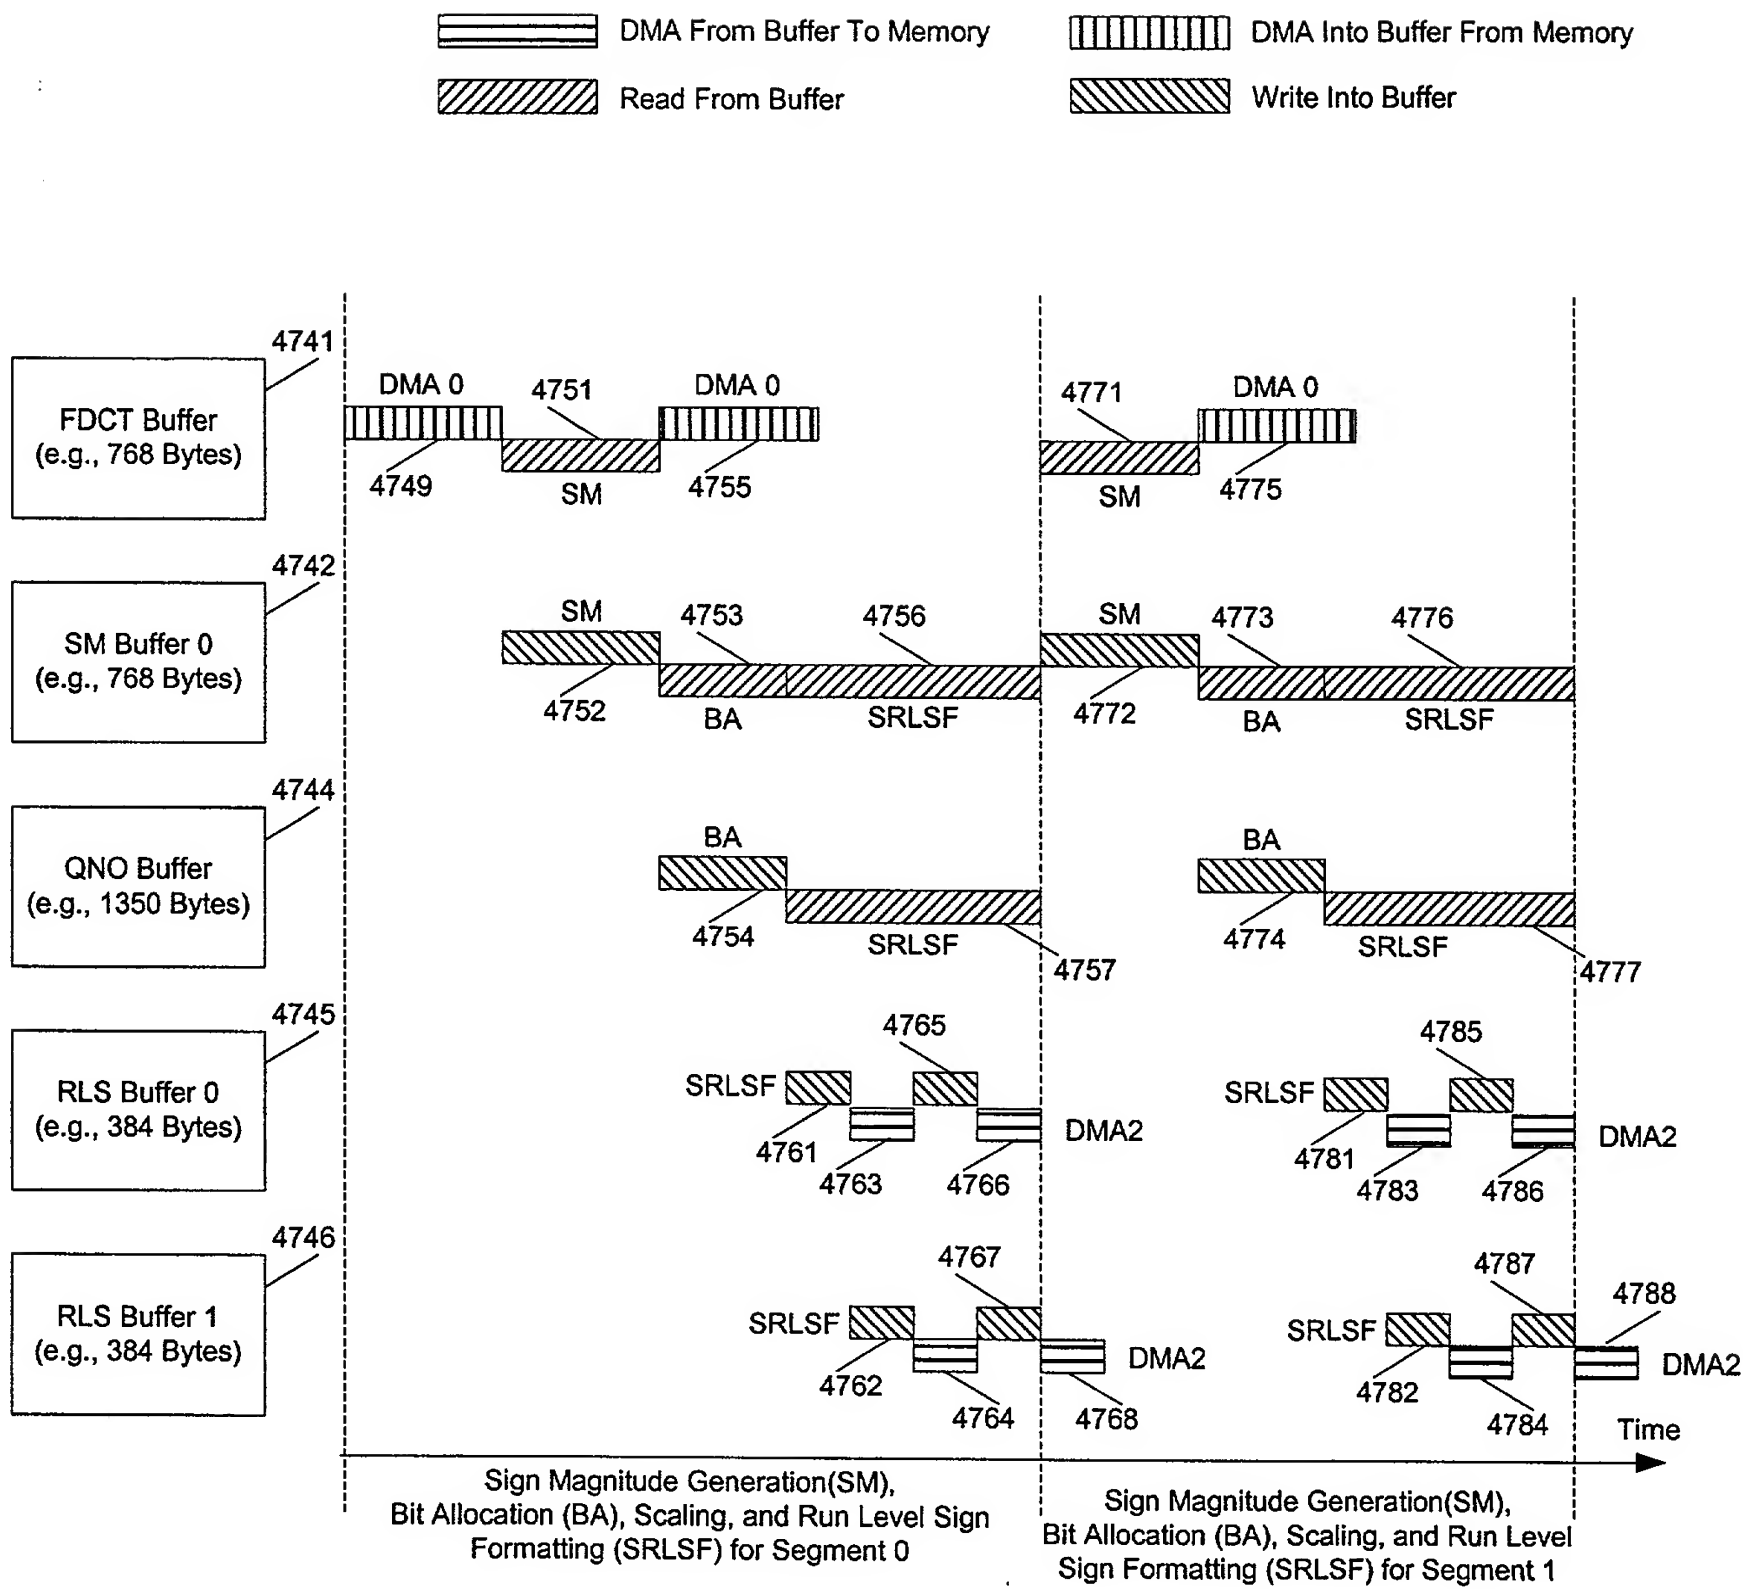 DMA From Buffer To Memory
DMA Into Buffer From Memory
Read From Buffer
Write Into Buffer
4741
FDCT Buffer
(e.g., 768 Bytes)
DMA 0
4751
DMA 0
4771
DMA 0
4749
SM
4755
SM
4775
4742
SM Buffer 0
(e.g., 768 Bytes)
SM
4753
4756
SM
4773
4776
4752
BA
SRLSF
4772
BA
SRLSF
4744
QNO Buffer
(e.g., 1350 Bytes)
BA
BA
4754
SRLSF
4757
4774
SRLSF
4777
4745
RLS Buffer 0
(e.g., 384 Bytes)
4765
4785
SRLSF
SRLSF
DMA2
DMA2
4761
4763
4766
4781
4783
4786
4746
RLS Buffer 1
(e.g., 384 Bytes)
4767
4787
4788
SRLSF
SRLSF
DMA2
DMA2
4762
4764
4768
4782
4784
Time
Sign Magnitude Generation(SM),
Bit Allocation (BA), Scaling, and Run Level Sign
Formatting (SRLSF) for Segment 0
Sign Magnitude Generation(SM),
Bit Allocation (BA), Scaling, and Run Level
Sign Formatting (SRLSF) for Segment 1